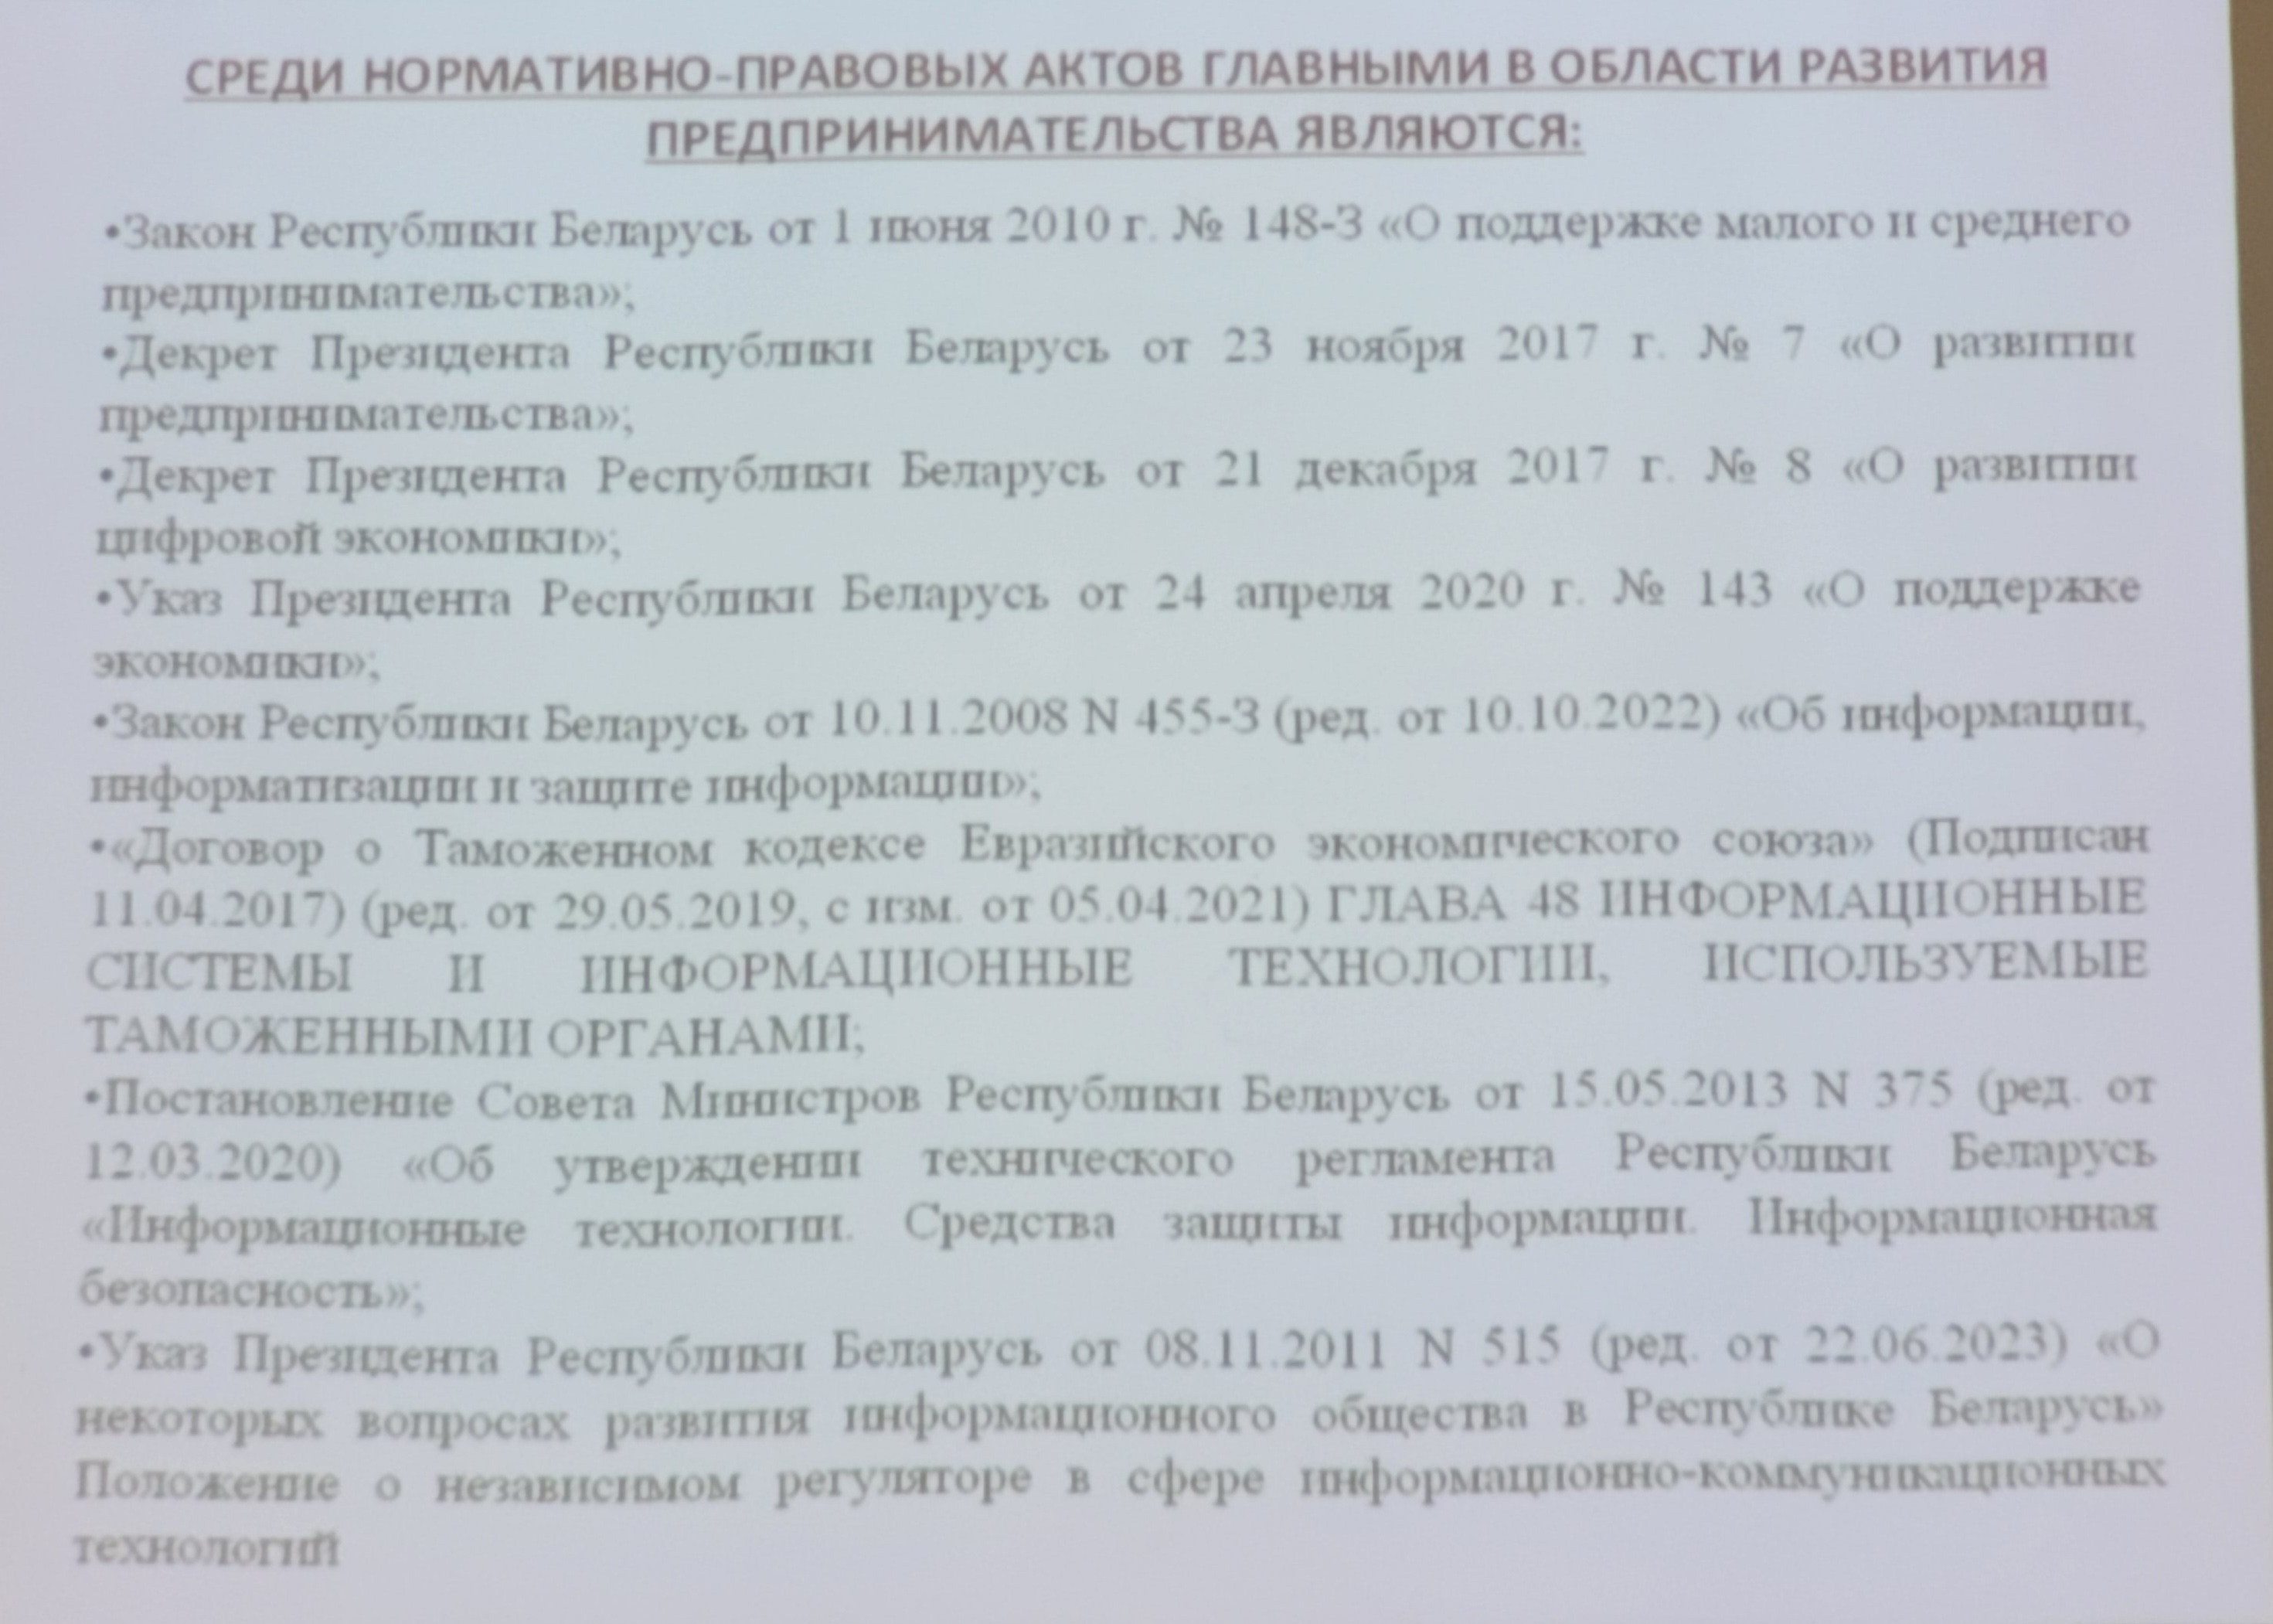 СРЕДИ НОРМАТИВНО-ПРАВОВЫХ АКТОВ ГЛАВНЫМИ В ОБЛАСТИ РАЗВИТИЯ
ПРЕДПРИНИМАТЕЛЬСТВА ЯВЛЯЮТСЯ:
•Закон Республики Беларусь от 1 июня 2010 г. № 148-З «О поддержке малого и среднего
предпринимательства»;
•Декрет Президента Республики Беларусь от 23 ноября 2017 г. № 7 «О развитии
предпринимательства»;
•Декрет Президента Республики Беларусь от 21 декабря 2017 г. № 8 «О развитии
цифровой экономики»;
•Указ Президента Республики Беларусь от 24 апреля 2020 г. № 143 «О поддержке
экономики»;
•Закон Республики Беларусь от 10.11.2008 N 455-З (ред. от 10.10.2022) «Об информации,
информатизации и защите информации»;
•«Договор о Таможенном кодексе Евразийского экономического союза» (Подписан
11.04.2017) (ред. от 29.05.2019, с изм. от 05.04.2021) ГЛАВА 48 ИНФОРМАЦИОННЫЕ
СИСТЕМЫ И ИНФОРМАЦИОННЫЕ ТЕХНОЛОГИИ, ИСПОЛЬЗУЕМЫЕ
ТАМОЖЕННЫМИ ОРГАНАМИ;
•Постановление Совета Министров Республики Беларусь от 15.05.2013 N 375 (ред. от
12.03.2020) «Об утверждении технического регламента Республики Беларусь
«Информационные технологии. Средства защиты информации. Информационная
безопасность»;
•Указ Президента Республики Беларусь от 08.11.2011 N 515 (ред. от 22.06.2023) «О
некоторых вопросах развития информационного общества в Республике Беларусь»
Положение о независимом регуляторе в сфере информационно-коммуникационных
технологий